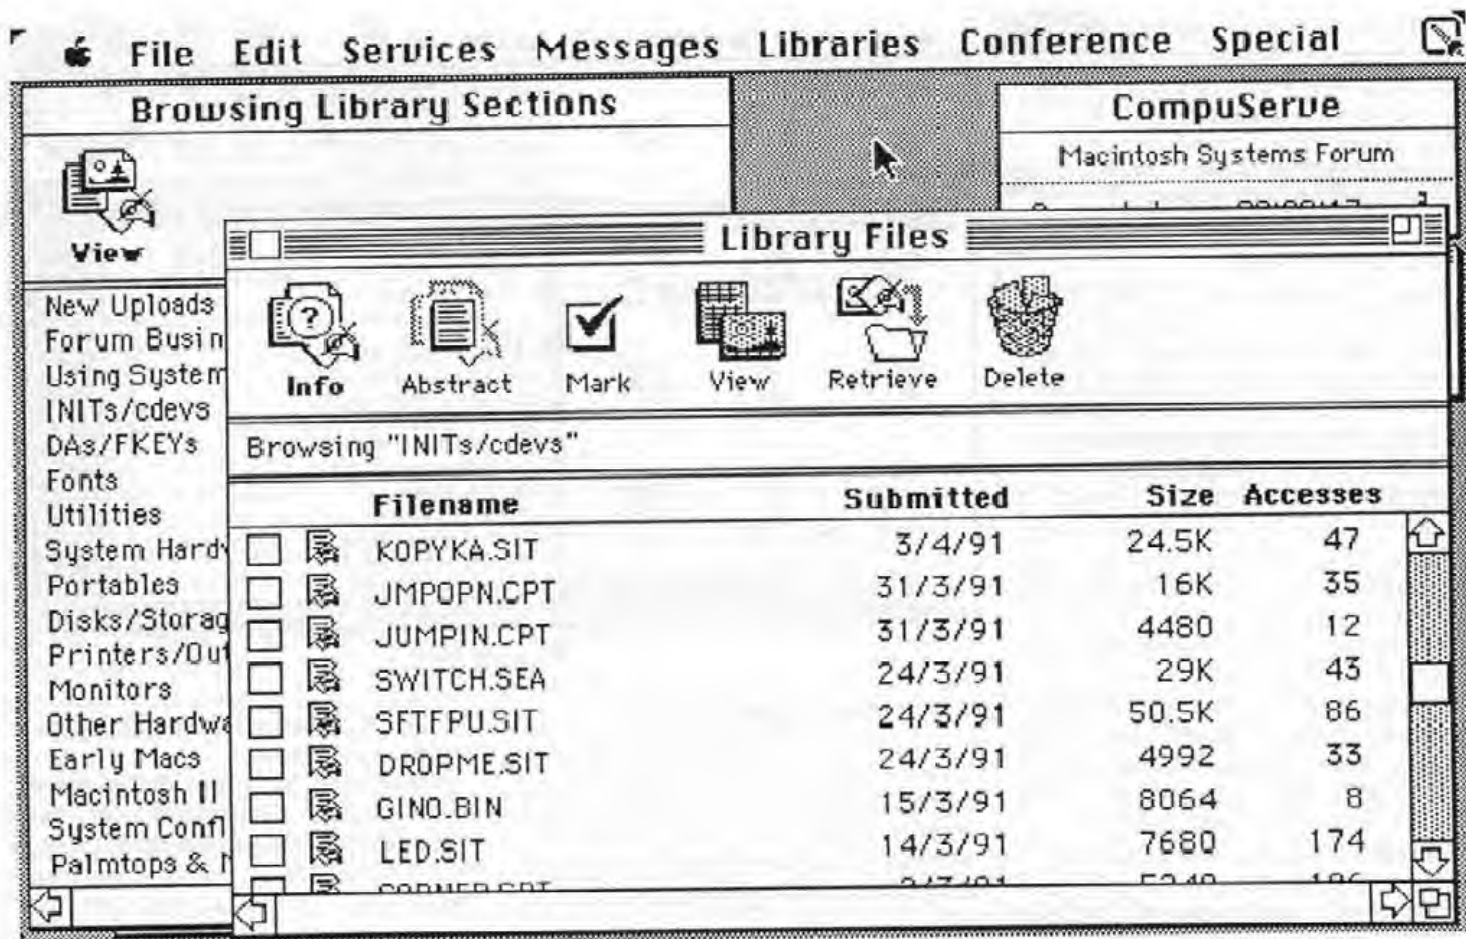 File Edit Services Messages Libraries Conference Special
Browsing Library Sections
View
New Uploads
Forum Busin
Using System
INITs/cdevs
DAs/FKEYs
Fonts
Utilities
System Hardw
Portables
Disks/Storag
Printers/Out
Monitors
Other Hardwa
Early Macs
Macintosh II
System Confl
Palmtops &
CompuServe
Macintosh Systems Forum
Library Files
Info Abstract Mark View Retrieve Delete
Browsing "INITs/cdevs"
Filename Submitted Size Accesses
KOPYKA.SIT 3/4/91 24.5K 47
JMPOPN.CPT 31/3/91 16K 35
JUMPIN.CPT 31/3/91 4480 12
SWITCH.SEA 24/3/91 29K 43
SFTFPU.SIT 24/3/91 50.5K 86
DROPME.SIT 24/3/91 4992 33
GINO.BIN 15/3/91 8064 8
LED.SIT 14/3/91 7680 174